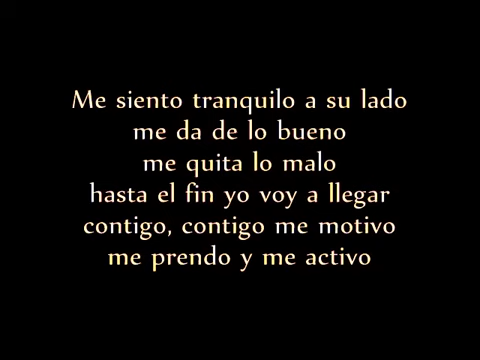 Me siento tranquilo a su lado
me da de lo bueno
me quita lo malo
hasta el fin yo voy a llegar
contigo, contigo me motivo
me prendo y me activo